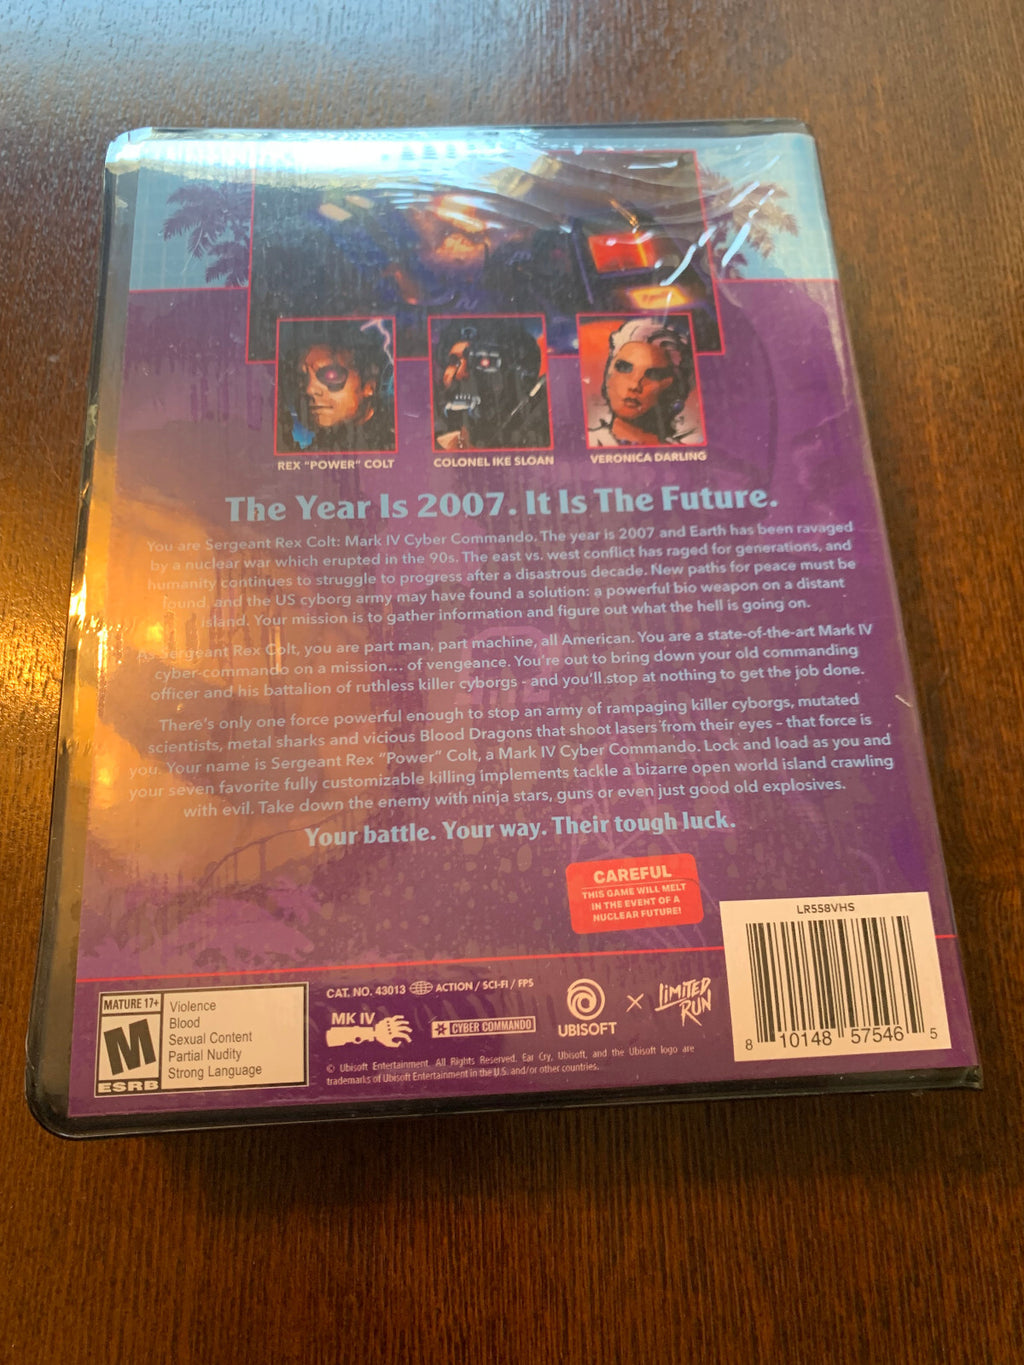 REX "POWER" COLT
COLONEL IKE SLOAN
VERONICA DARLING
The Year Is 2007. It Is The Future.
You are Sergeant Rex Colt: Mark IV Cyber Commando. The year is 2007 and Earth has been ravaged
by a nuclear war which erupted in the 90s. The east vs. west conflict has raged for generations, and
humanity continues to struggle to progress after a disastrous decade. New paths for peace must be
found, and the US cyborg army may have found a solution: a powerful bio weapon on a distant
island. Your mission is to gather information and figure out what the hell is going on.
As Sergeant Rex Colt, you are part man, part machine, all American. You are a state-of-the-art Mark IV
cyber-commando on a mission... of vengeance. You're out to bring down your old commanding
officer and his battalion of ruthless killer cyborgs - and you'll stop at nothing to get the job done.
There's only one force powerful enough to stop an army of rampaging killer cyborgs, mutated
scientists, metal sharks and vicious Blood Dragons that shoot lasers from their eyes - that force is
you. Your name is Sergeant Rex "Power" Colt, a Mark IV Cyber Commando. Lock and load as you and
your seven favorite fully customizable killing implements tackle a bizarre open world island crawling
with evil. Take down the enemy with ninja stars, guns or even just good old explosives.
Your battle. Your way. Their tough luck.
CAREFUL
THIS GAME WILL MELT
IN THE EVENT OF A
NUCLEAR FUTURE!
LR558VHS
8 10148 57546 5
MATURE 17+
M
ESRB
Violence
Blood
Sexual Content
Partial Nudity
Strong Language
CAT. NO. 43013 ACTION / SCI-FI / FPS
MK IV
CYBER COMMANDO
UBISOFT
X
LIMITED
RUN
© Ubisoft Entertainment. All Rights Reserved. Far Cry, Ubisoft, and the Ubisoft logo are
trademarks of Ubisoft Entertainment in the U.S. and/or other countries.